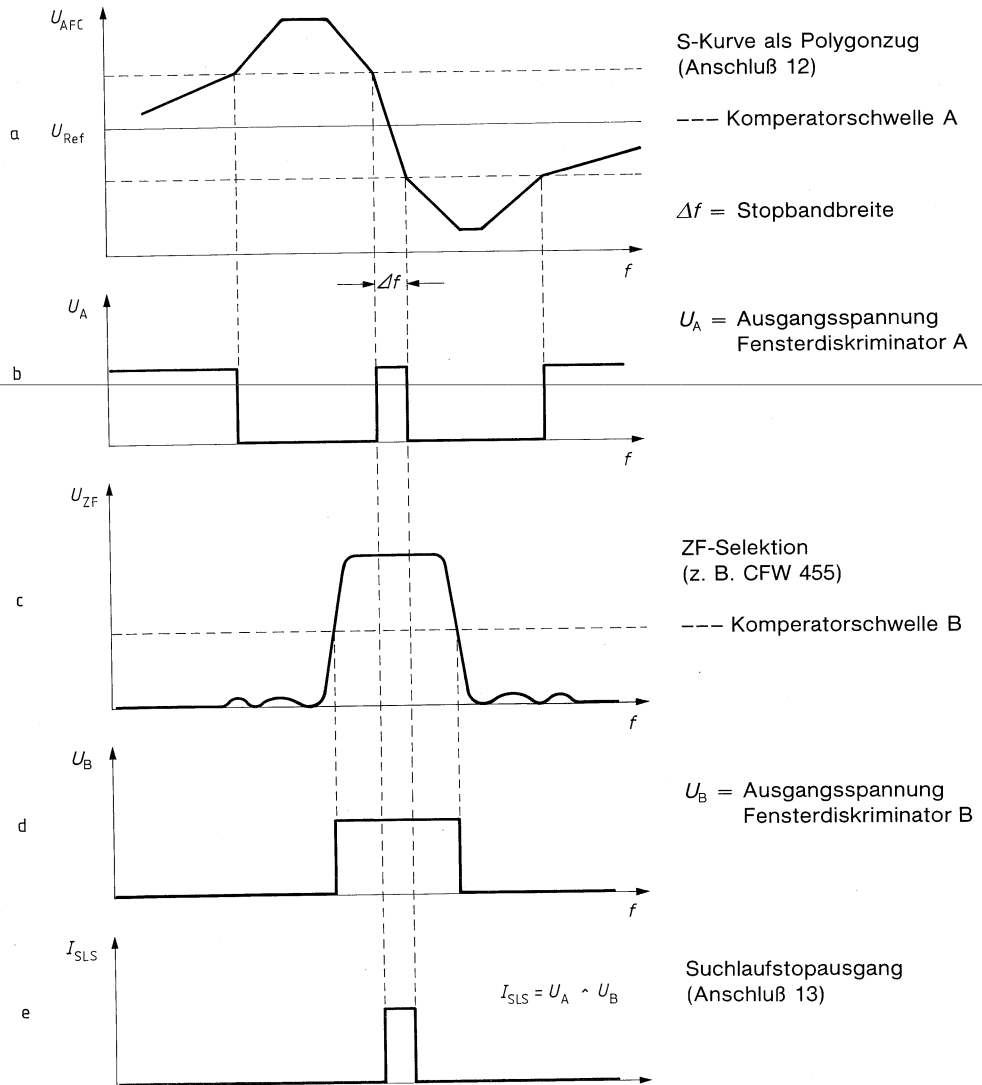 U_AFC
S-Kurve als Polygonzug
(Anschluß 12)
a
U_Ref
--- Komperatorschwelle A
Δf = Stopbandbreite
f
Δf
U_A
U_A = Ausgangsspannung
Fensterdiskriminator A
b
f
U_ZF
ZF-Selektion
(z. B. CFW 455)
c
--- Komperatorschwelle B
f
U_B
U_B = Ausgangsspannung
Fensterdiskriminator B
d
f
I_SLS
Suchlaufstopausgang
(Anschluß 13)
I_SLS = U_A ^ U_B
e